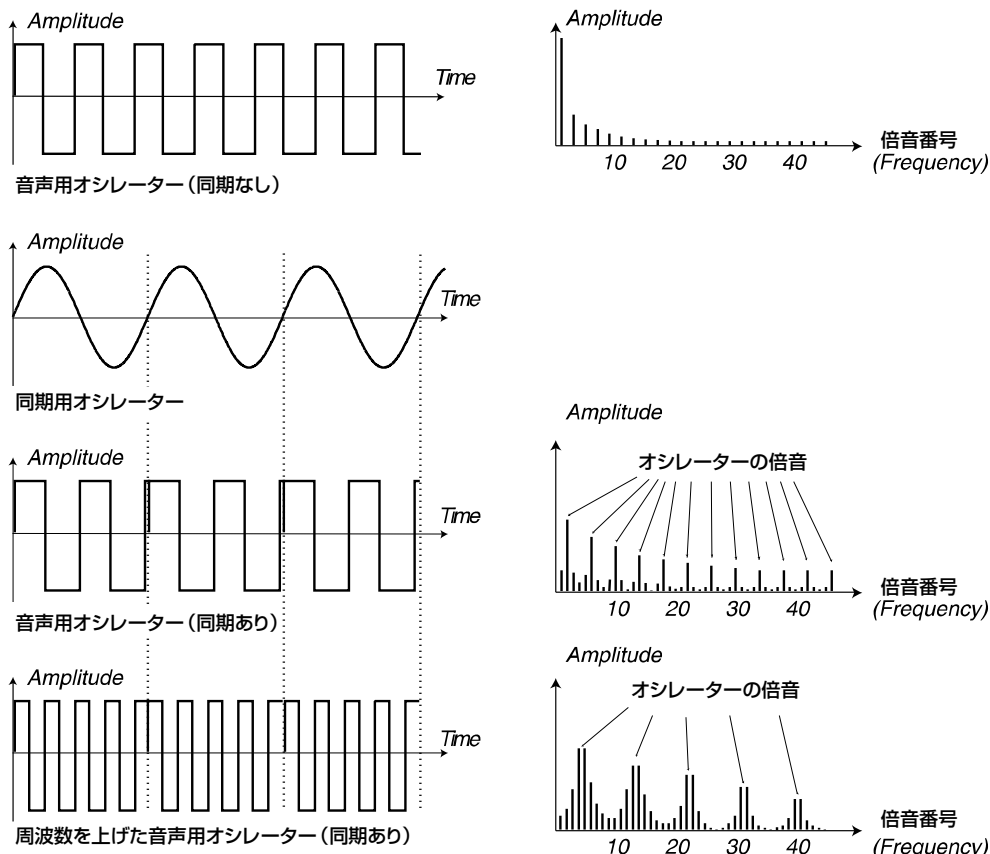 Amplitude
Time
音声用オシレーター（同期なし）
Amplitude
10 20 30 40
倍音番号
(Frequency)
Amplitude
Time
同期用オシレーター
Amplitude
Time
音声用オシレーター（同期あり）
Amplitude
オシレーターの倍音
10 20 30 40
倍音番号
(Frequency)
Amplitude
Time
周波数を上げた音声用オシレーター（同期あり）
Amplitude
オシレーターの倍音
10 20 30 40
倍音番号
(Frequency)